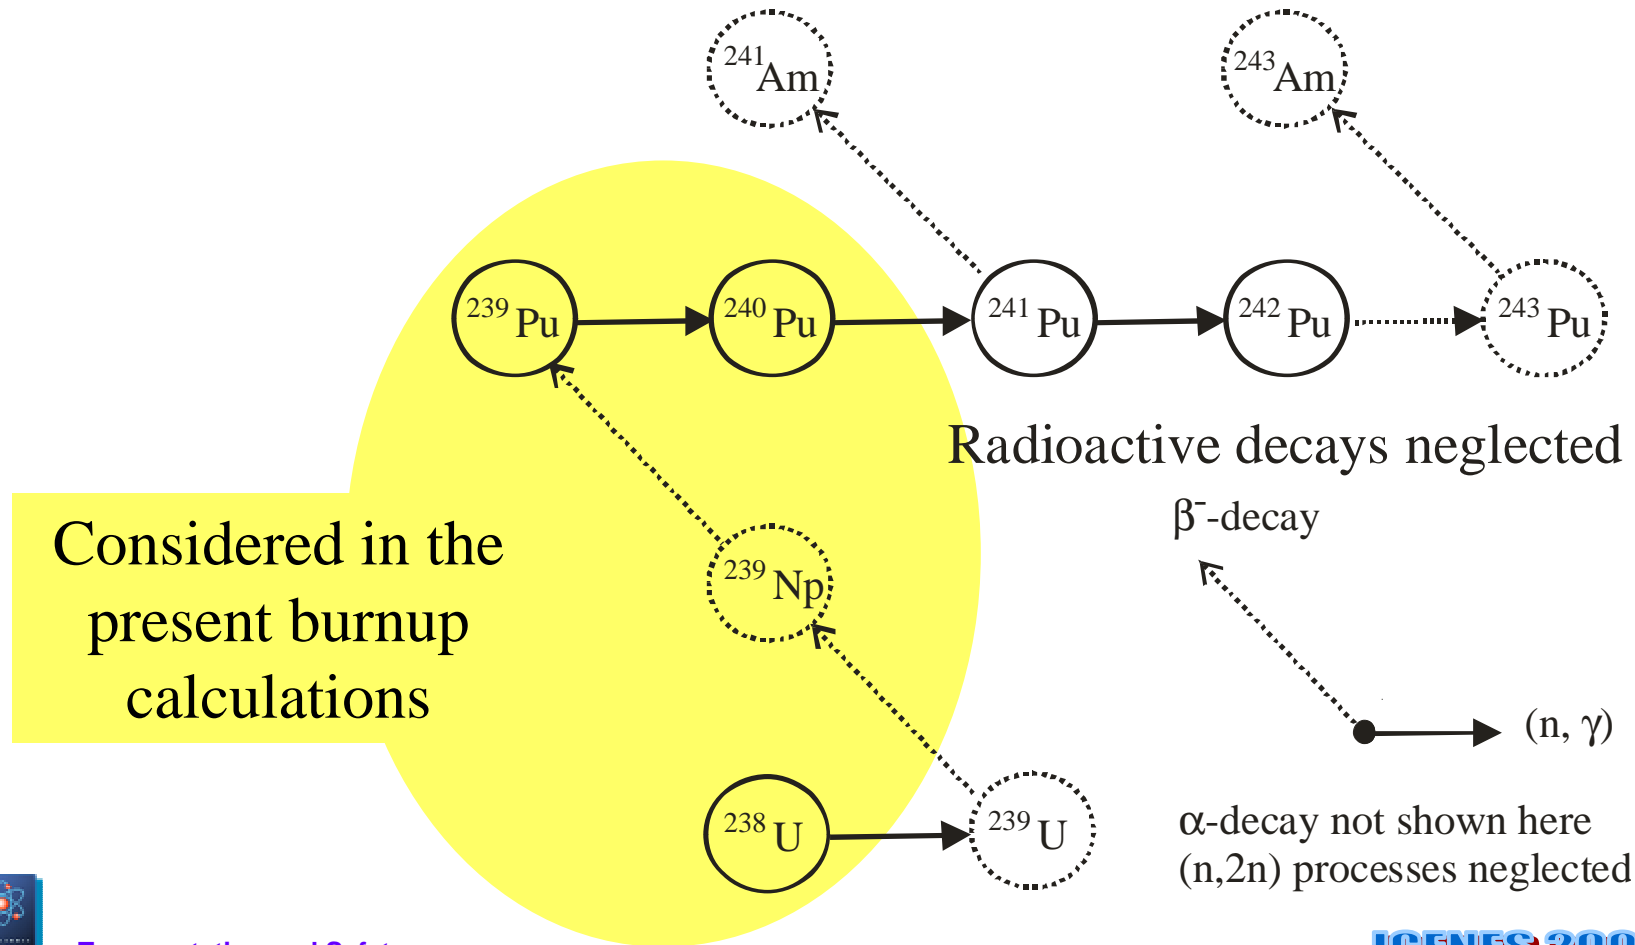 241Am
243Am
239Pu
240Pu
241Pu
242Pu
243Pu
Radioactive decays neglected
β⁻-decay
Considered in the
present burnup
calculations
239Np
(n, γ)
238U
239U
α-decay not shown here
(n,2n) processes neglected